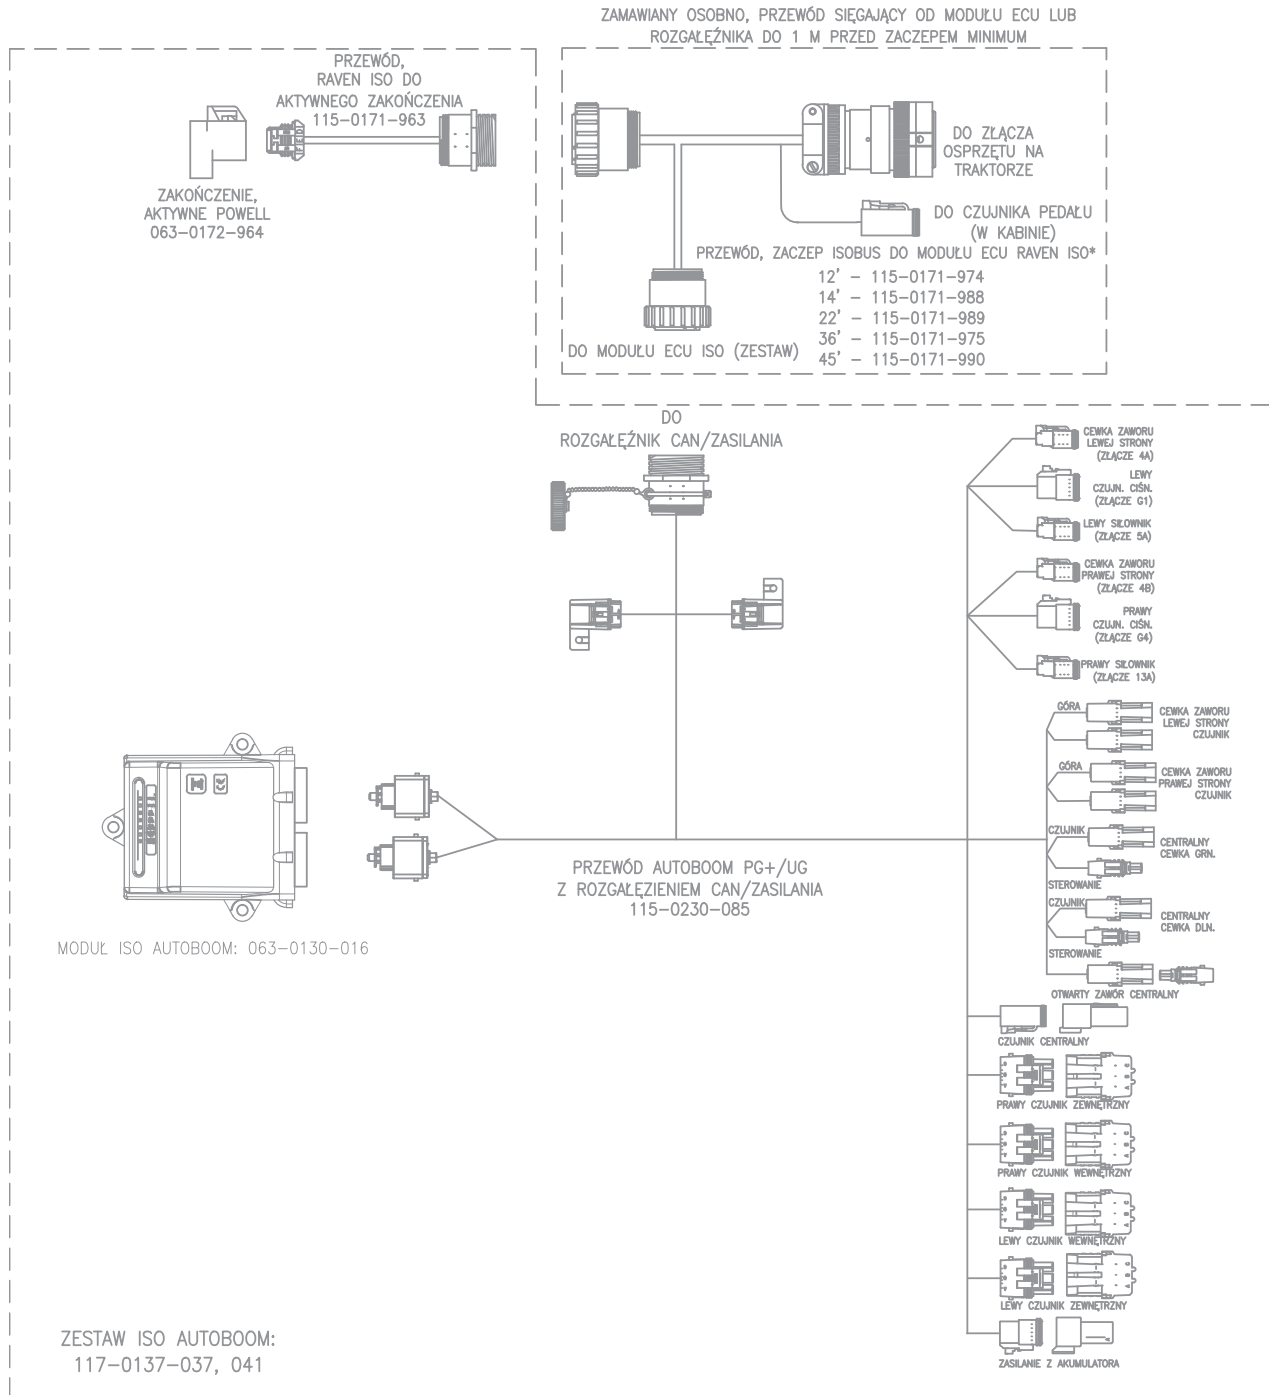 ZAMAWIANY OSOBNO, PRZEWÓD SIĘGAJĄCY OD MODUŁU ECU LUB
ROZGAŁĘŹNIKA DO 1 M PRZED ZACZEPEM MINIMUM
PRZEWÓD,
RAVEN ISO DO
AKTYWNEGO ZAKOŃCZENIA
115-0171-963
ZAKOŃCZENIE,
AKTYWNE POWELL
063-0172-964
DO ZŁĄCZA
OSPRZĘTU NA
TRAKTORZE
DO CZUJNIKA PEDAŁU
(W KABINIE)
PRZEWÓD, ZACZEP ISOBUS DO MODUŁU ECU RAVEN ISO*
12' - 115-0171-974
14' - 115-0171-988
22' - 115-0171-989
36' - 115-0171-975
45' - 115-0171-990
DO MODUŁU ECU ISO (ZESTAW)
DO
ROZGAŁĘŹNIK CAN/ZASILANIA
CEWKA ZAWORU
LEWEJ STRONY
(ZŁĄCZE 4A)
LEWY
CZUJN. CIŚN.
(ZŁĄCZE G1)
LEWY SIŁOWNIK
(ZŁĄCZE 5A)
CEWKA ZAWORU
PRAWEJ STRONY
(ZŁĄCZE 4B)
PRAWY
CZUJN. CIŚN.
(ZŁĄCZE G4)
PRAWY SIŁOWNIK
(ZŁĄCZE 13A)
GÓRA
CEWKA ZAWORU
LEWEJ STRONY
CZUJNIK
GÓRA
CEWKA ZAWORU
PRAWEJ STRONY
CZUJNIK
CZUJNIK
CENTRALNY
CEWKA GRN.
STEROWANIE
CZUJNIK
CENTRALNY
CEWKA DLN.
STEROWANIE
OTWARTY ZAWÓR CENTRALNY
CZUJNIK CENTRALNY
PRAWY CZUJNIK ZEWNĘTRZNY
PRAWY CZUJNIK WEWNĘTRZNY
LEWY CZUJNIK WEWNĘTRZNY
LEWY CZUJNIK ZEWNĘTRZNY
ZASILANIE Z AKUMULATORA
PRZEWÓD AUTOBOOM PG+/UG
Z ROZGAŁĘZIENIEM CAN/ZASILANIA
115-0230-085
MODUŁ ISO AUTOBOOM: 063-0130-016
ZESTAW ISO AUTOBOOM:
117-0137-037, 041